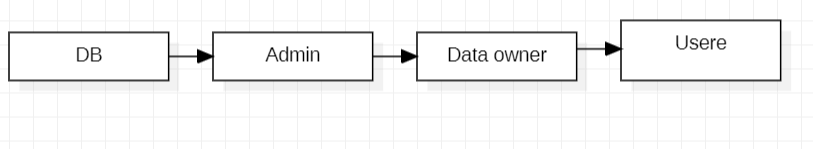 DB
Admin
Data owner
Usere